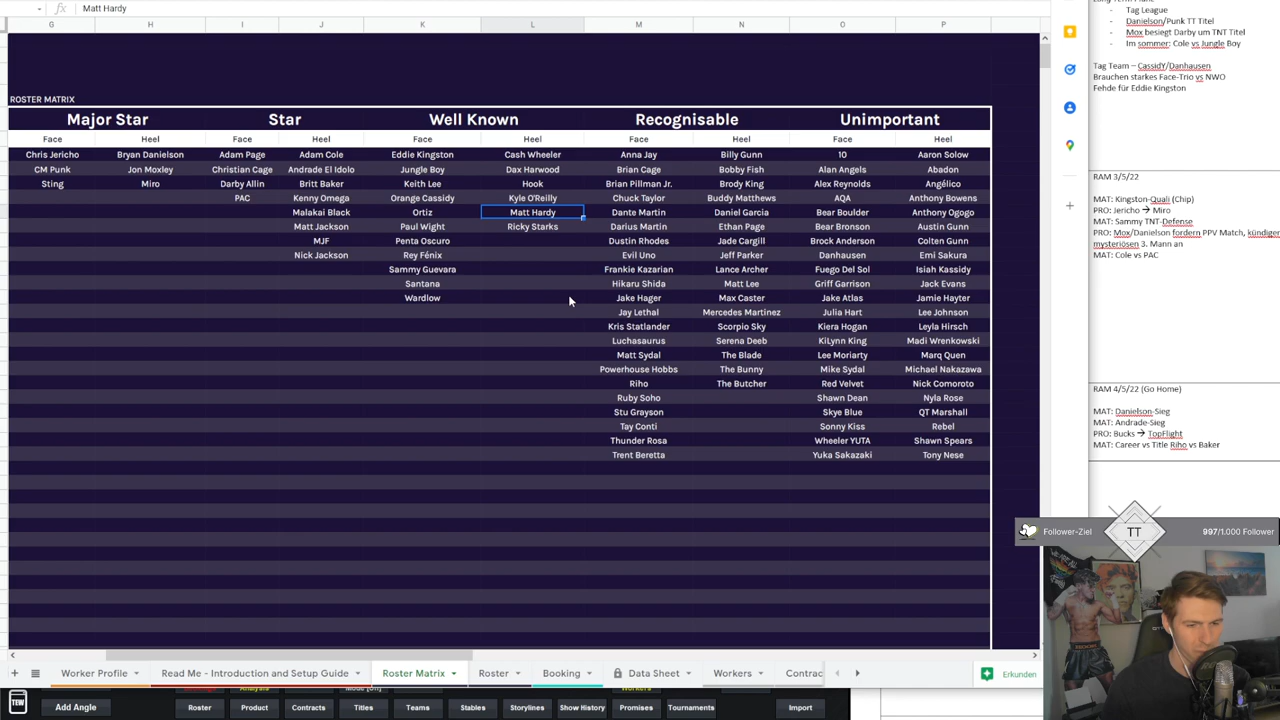 Matt Hardy
G H I J K L M N O P
ROSTER MATRIX
Major Star Star Well Known Recognisable Unimportant
Face Heel Face Heel Face Heel Face Heel Face Heel
Chris Jericho Bryan Danielson Adam Page Adam Cole Eddie Kingston Cash Wheeler Anna Jay Billy Gunn 10 Aaron Solow
CM Punk Jon Moxley Christian Cage Andrade El Idolo Jungle Boy Dax Harwood Brian Cage Bobby Fish Alan Angels Abadon
Sting Miro Darby Allin Britt Baker Keith Lee Hook Brian Pillman Jr. Brody King Alex Reynolds Angélico
PAC Kenny Omega Orange Cassidy Kyle O'Reilly Chuck Taylor Buddy Matthews AQA Anthony Bowens
Malakai Black Ortiz Matt Hardy Dante Martin Daniel Garcia Bear Boulder Anthony Ogogo
Matt Jackson Paul Wight Ricky Starks Darius Martin Ethan Page Bear Bronson Austin Gunn
MJF Penta Oscuro Dustin Rhodes Jade Cargill Brock Anderson Colten Gunn
Nick Jackson Rey Fénix Evil Uno Jeff Parker Danhausen Emi Sakura
Sammy Guevara Frankie Kazarian Lance Archer Fuego Del Sol Isiah Kassidy
Santana Hikaru Shida Matt Lee Griff Garrison Jack Evans
Wardlow Jake Hager Max Caster Jake Atlas Jamie Hayter
Jay Lethal Mercedes Martinez Julia Hart Lee Johnson
Kris Statlander Scorpio Sky Kiera Hogan Leyla Hirsch
Luchasaurus Serena Deeb KiLynn King Madi Wrenkowski
Matt Sydal The Blade Lee Moriarty Marq Quen
Powerhouse Hobbs The Bunny Mike Sydal Michael Nakazawa
Riho The Butcher Red Velvet Nick Comoroto
Ruby Soho Shawn Dean Nyla Rose
Stu Grayson Skye Blue QT Marshall
Tay Conti Sonny Kiss Rebel
Thunder Rosa Wheeler YUTA Shawn Spears
Trent Beretta Yuka Sakazaki Tony Nese
Worker Profile Read Me - Introduction and Setup Guide Roster Matrix Roster Booking Data Sheet Workers Contrac Erkunden
TEW Add Angle Roster Product Contracts Titles Teams Stables Storylines Show History Promises Tournaments Import
- Tag League
- Danielson/Punk TT Titel
- Mox besiegt Darby um TNT Titel
- Im sommer: Cole vs Jungle Boy
Tag Team – CassidY/Danhausen
Brauchen starkes Face-Trio vs NWO
Fehde für Eddie Kingston
RAM 3/5/22
MAT: Kingston-Quali (Chip)
PRO: Jericho → Miro
MAT: Sammy TNT-Defense
PRO: Mox/Danielson fordern PPV Match, kündiger
mysteriösen 3. Mann an
MAT: Cole vs PAC
RAM 4/5/22 (Go Home)
MAT: Danielson-Sieg
MAT: Andrade-Sieg
PRO: Bucks → TopFlight
MAT: Career vs Title Riho vs Baker
Follower-Ziel TT 997/1.000 Follower